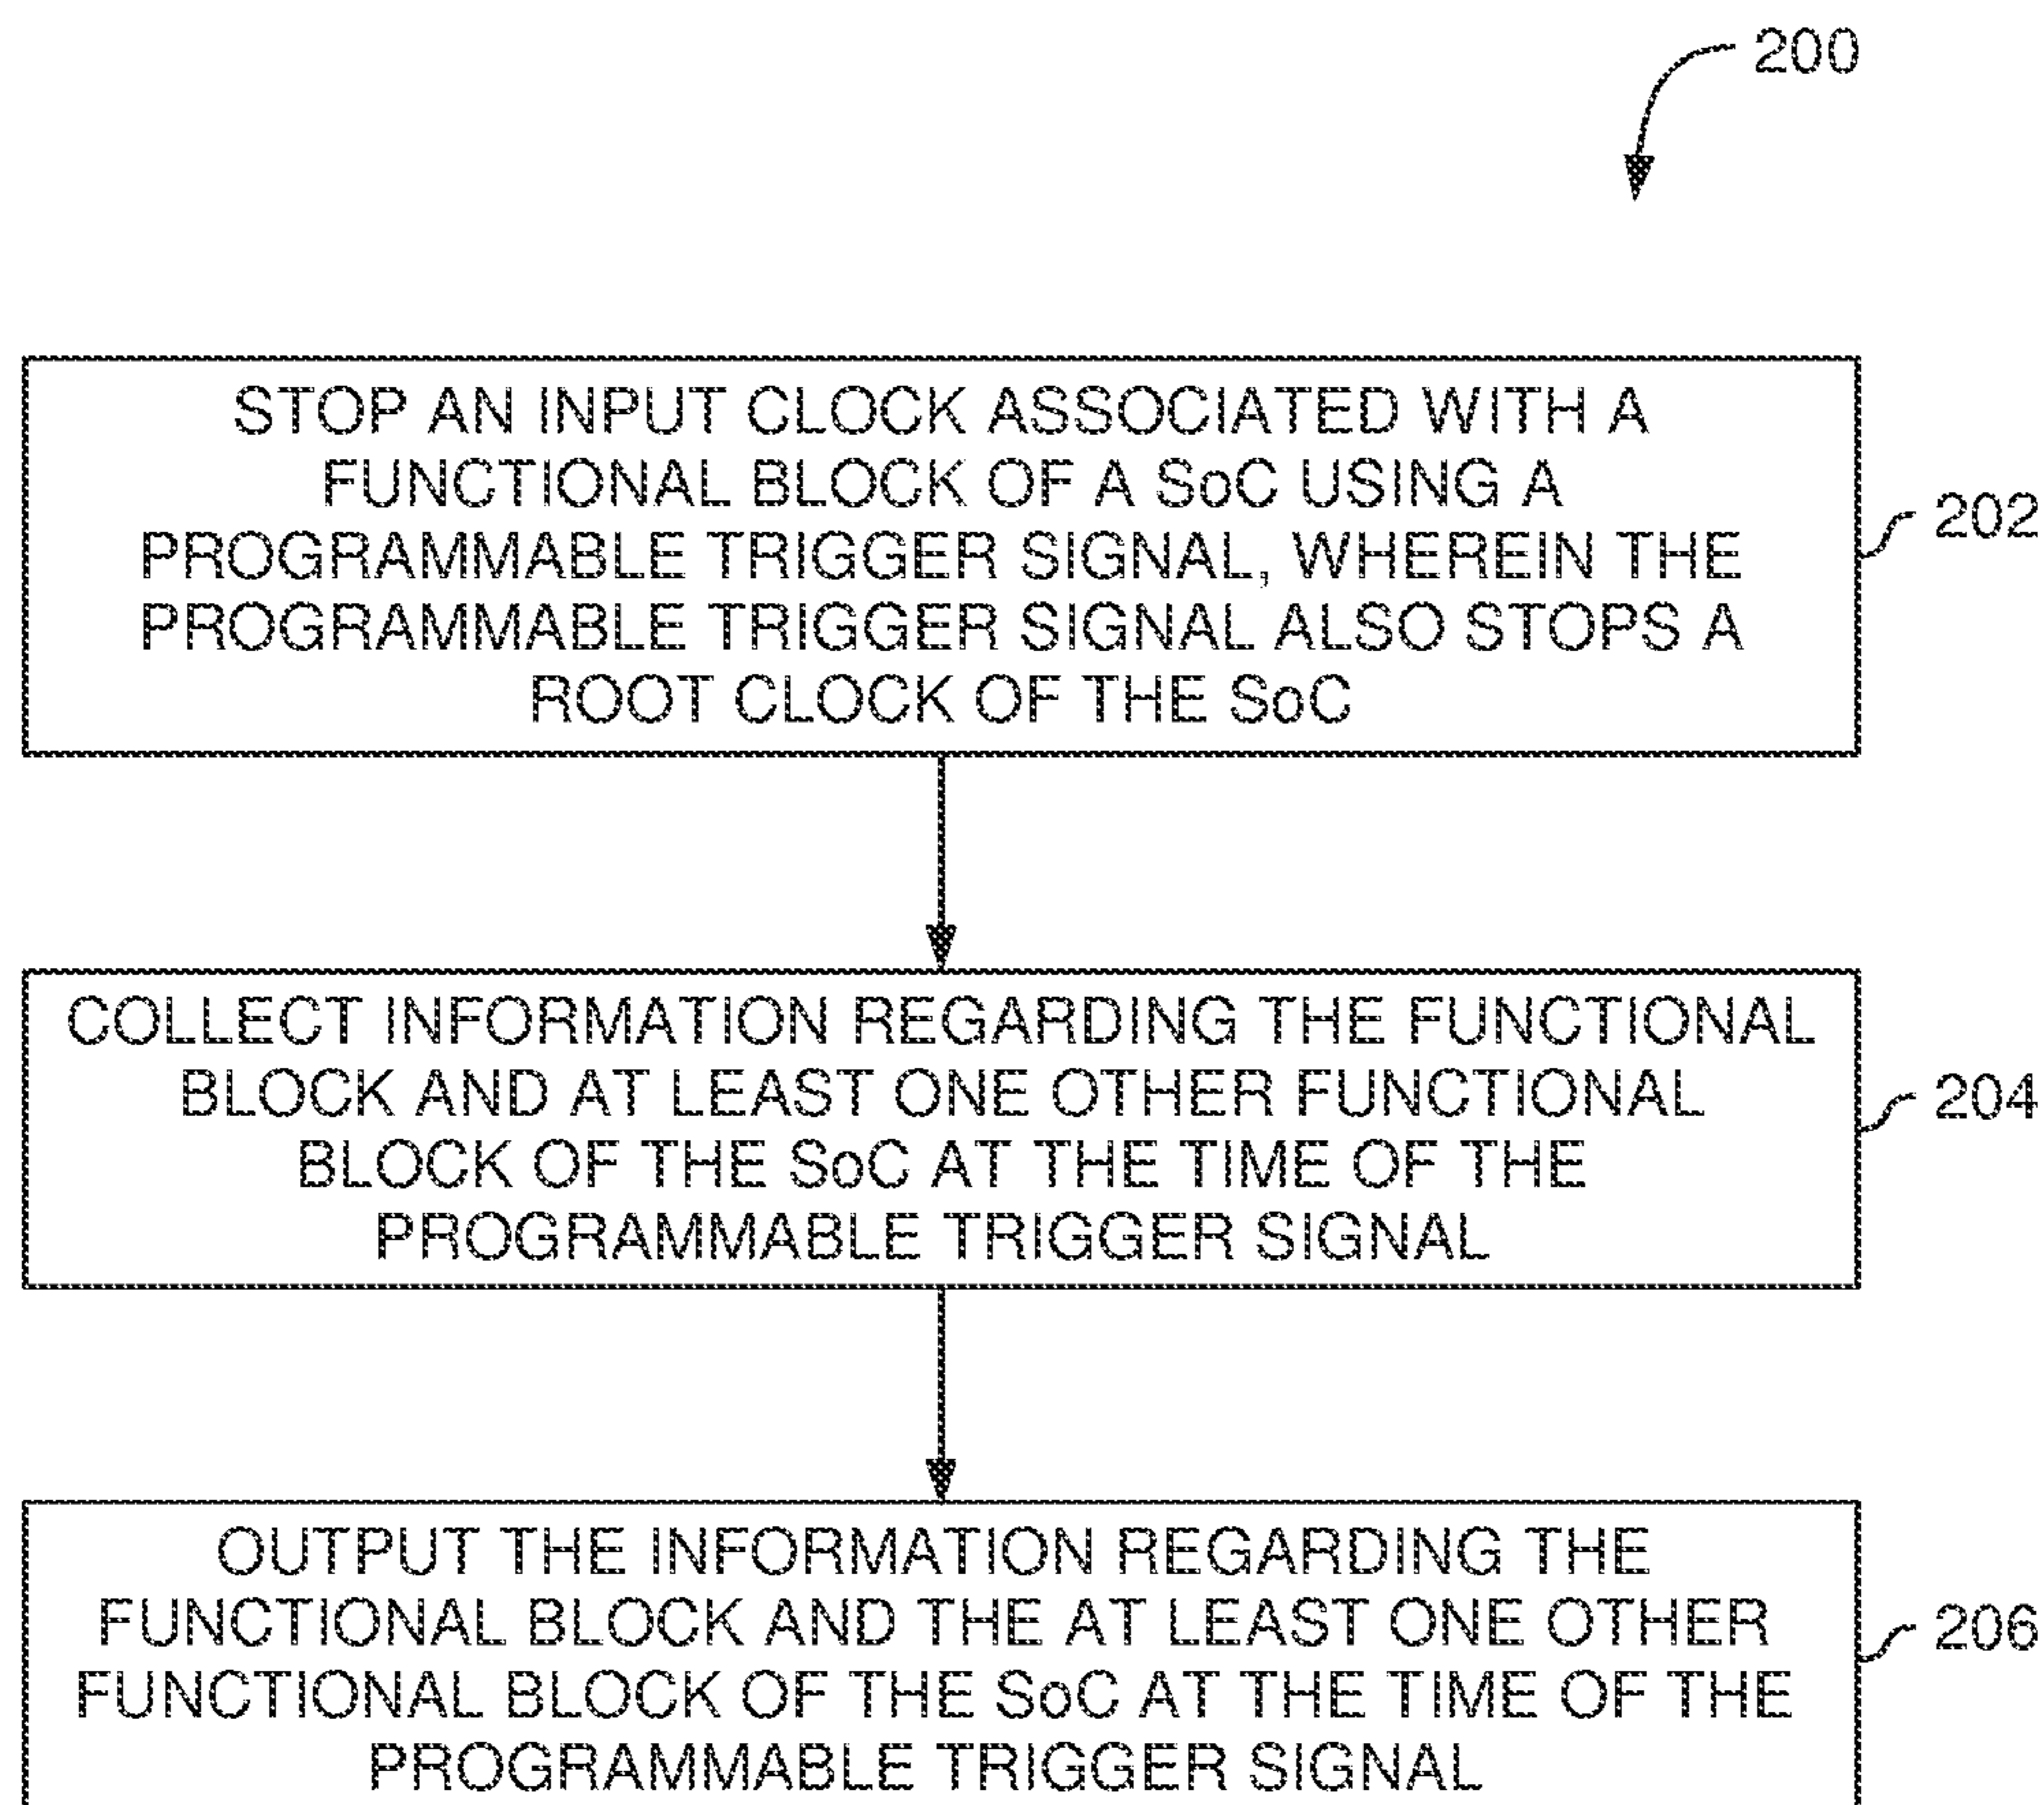 200
STOP AN INPUT CLOCK ASSOCIATED WITH A
FUNCTIONAL BLOCK OF A SoC USING A
PROGRAMMABLE TRIGGER SIGNAL, WHEREIN THE
PROGRAMMABLE TRIGGER SIGNAL ALSO STOPS A
ROOT CLOCK OF THE SoC
202
COLLECT INFORMATION REGARDING THE FUNCTIONAL
BLOCK AND AT LEAST ONE OTHER FUNCTIONAL
BLOCK OF THE SoC AT THE TIME OF THE
PROGRAMMABLE TRIGGER SIGNAL
204
OUTPUT THE INFORMATION REGARDING THE
FUNCTIONAL BLOCK AND THE AT LEAST ONE OTHER
FUNCTIONAL BLOCK OF THE SoC AT THE TIME OF THE
PROGRAMMABLE TRIGGER SIGNAL
206